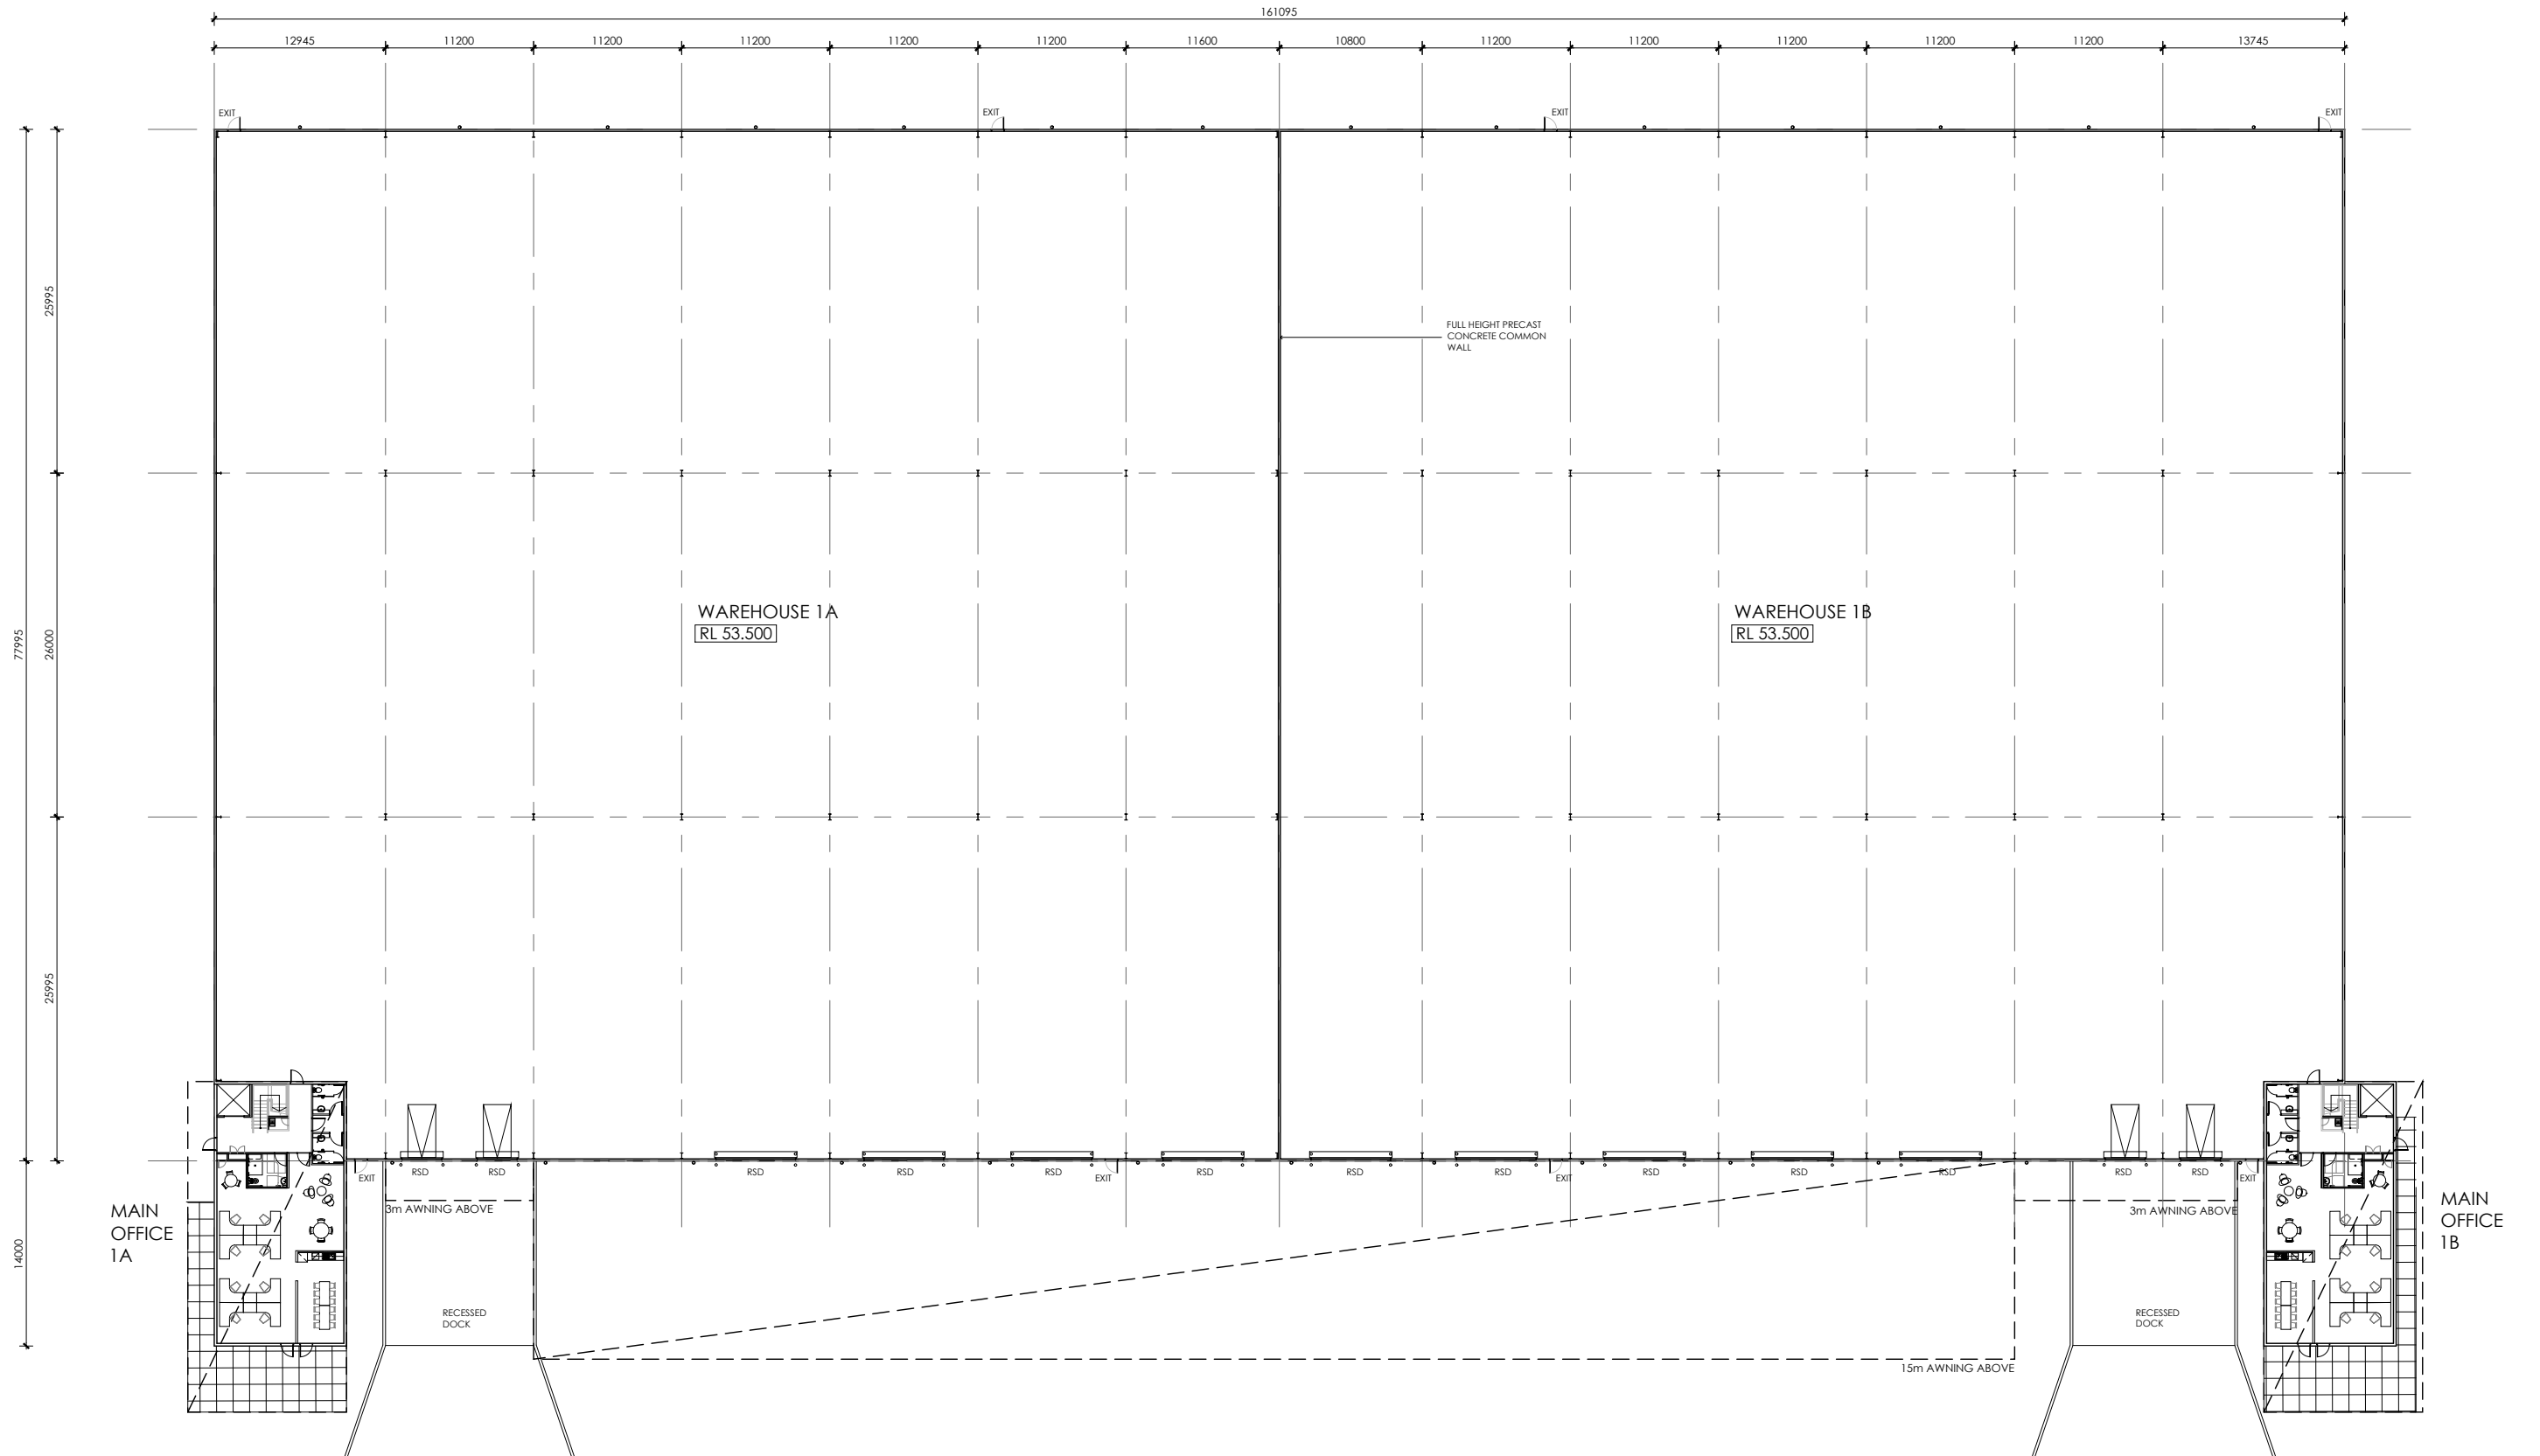 161095
12945 11200 11200 11200 11200 11200 11600 10800 11200 11200 11200 11200 11200 13745
EXIT EXIT EXIT EXIT
25995
FULL HEIGHT PRECAST
CONCRETE COMMON
WALL
77995
26000
WAREHOUSE 1A
RL 53.500
WAREHOUSE 1B
RL 53.500
25995
RSD RSD RSD RSD RSD RSD RSD RSD RSD RSD RSD RSD RSD
EXIT EXIT EXIT EXIT
MAIN
OFFICE
1A
3m AWNING ABOVE
3m AWNING ABOVE
MAIN
OFFICE
1B
14000
RECESSED
DOCK
RECESSED
DOCK
15m AWNING ABOVE